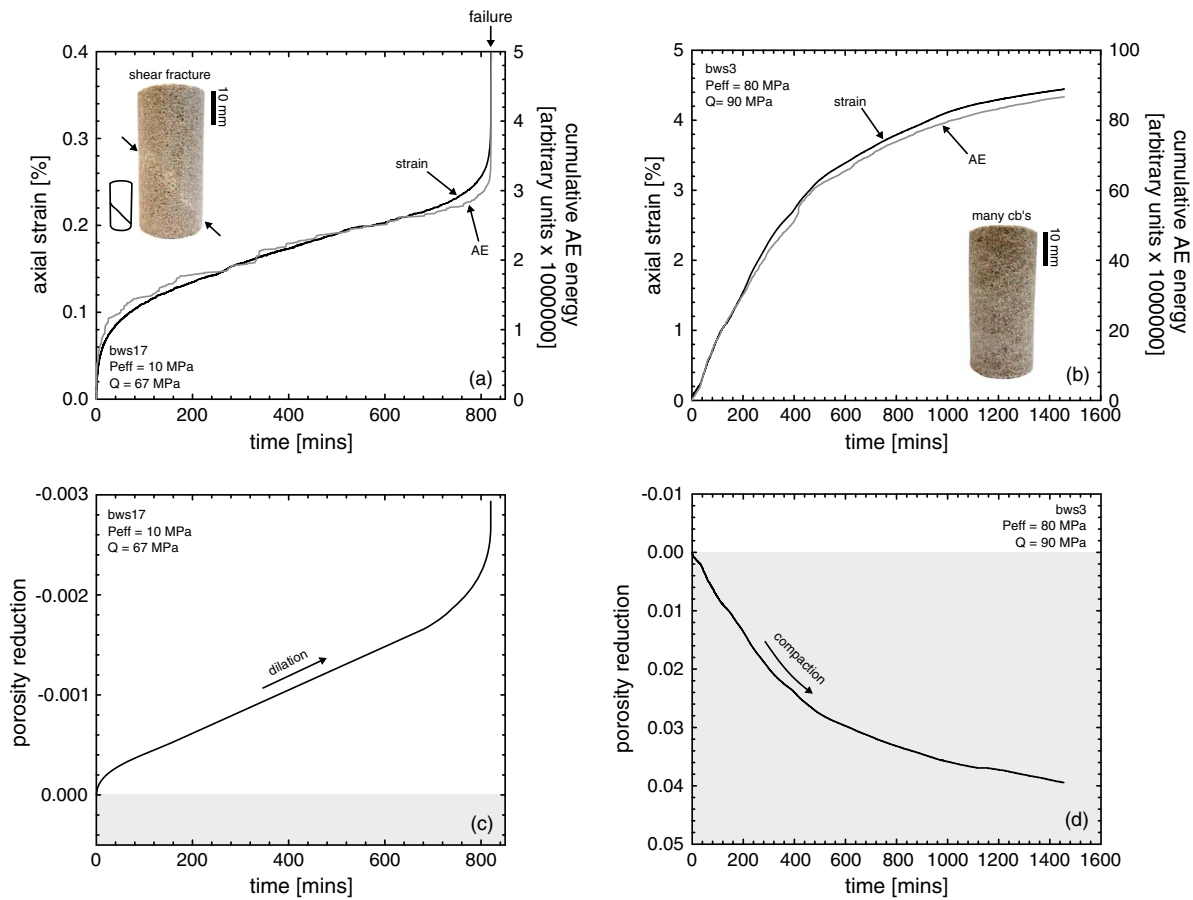 failure
0.4
0.3
0.2
0.1
0.0
axial strain [%]
5
4
3
2
1
0
cumulative AE energy
[arbitrary units x 1000000]
shear fracture
10 mm
strain
AE
bws17
Peff = 10 MPa
Q = 67 MPa
(a)
0 200 400 600 800
time [mins]
5
4
3
2
1
0
axial strain [%]
100
80
60
40
20
0
cumulative AE energy
[arbitrary units x 1000000]
bws3
Peff = 80 MPa
Q= 90 MPa
strain
AE
many cb's
10 mm
(b)
0 200 400 600 800 1000 1200 1400 1600
time [mins]
-0.003
-0.002
-0.001
0.000
porosity reduction
bws17
Peff = 10 MPa
Q = 67 MPa
dilation
(c)
0 200 400 600 800
time [mins]
-0.01
0.00
0.01
0.02
0.03
0.04
0.05
porosity reduction
bws3
Peff = 80 MPa
Q = 90 MPa
compaction
(d)
0 200 400 600 800 1000 1200 1400 1600
time [mins]